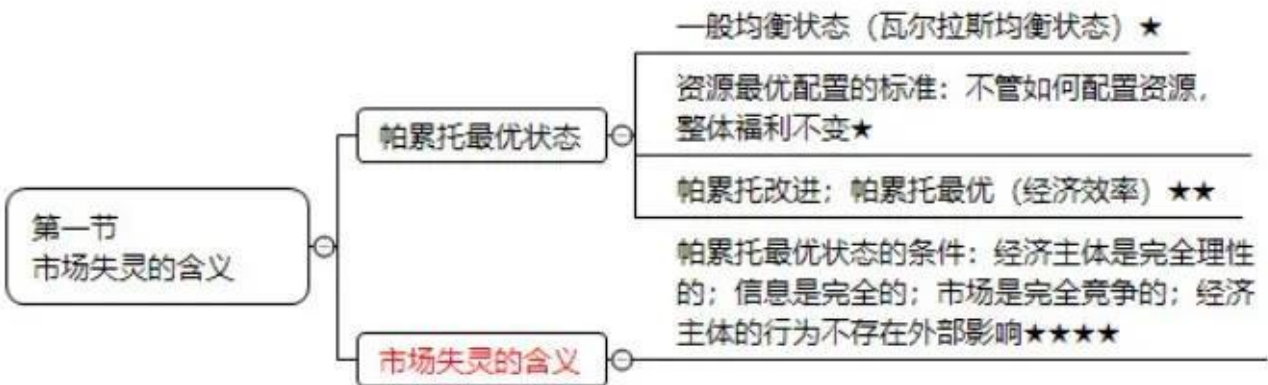 第一节
市场失灵的含义
帕累托最优状态
一般均衡状态（瓦尔拉斯均衡状态）★
资源最优配置的标准：不管如何配置资源，
整体福利不变★
帕累托改进；帕累托最优（经济效率）★★
市场失灵的含义
帕累托最优状态的条件：经济主体是完全理性
的；信息是完全的；市场是完全竞争的；经济
主体的行为不存在外部影响★★★★